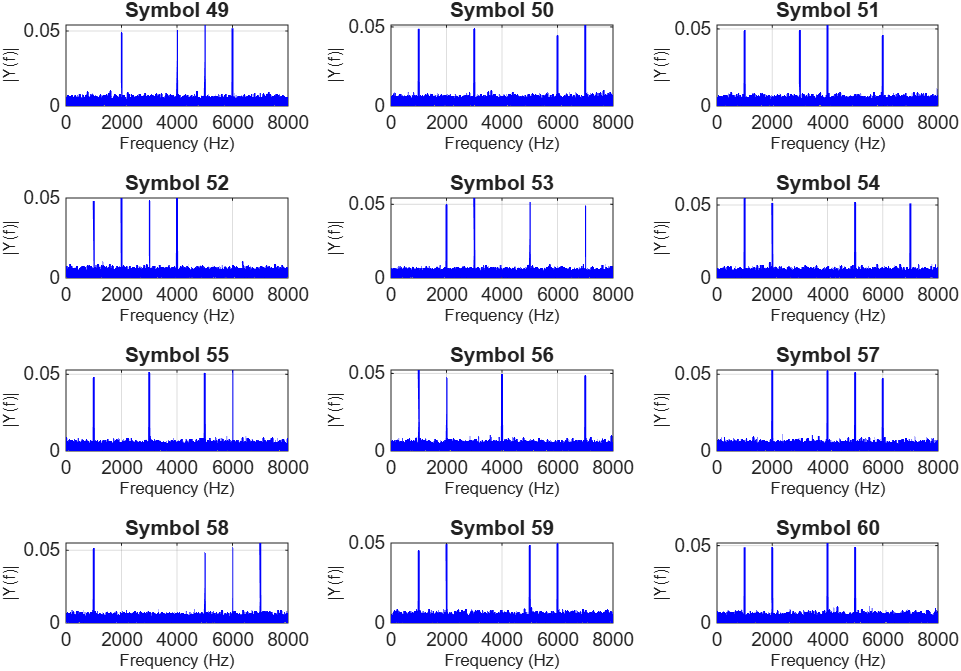 Symbol 49
0.05
0
|Y(f)|
0 2000 4000 6000 8000
Frequency (Hz)
Symbol 50
0.05
0
|Y(f)|
0 2000 4000 6000 8000
Frequency (Hz)
Symbol 51
0.05
0
|Y(f)|
0 2000 4000 6000 8000
Frequency (Hz)
Symbol 52
0.05
0
|Y(f)|
0 2000 4000 6000 8000
Frequency (Hz)
Symbol 53
0.05
0
|Y(f)|
0 2000 4000 6000 8000
Frequency (Hz)
Symbol 54
0.05
0
|Y(f)|
0 2000 4000 6000 8000
Frequency (Hz)
Symbol 55
0.05
0
|Y(f)|
0 2000 4000 6000 8000
Frequency (Hz)
Symbol 56
0.05
0
|Y(f)|
0 2000 4000 6000 8000
Frequency (Hz)
Symbol 57
0.05
0
|Y(f)|
0 2000 4000 6000 8000
Frequency (Hz)
Symbol 58
0.05
0
|Y(f)|
0 2000 4000 6000 8000
Frequency (Hz)
Symbol 59
0.05
0
|Y(f)|
0 2000 4000 6000 8000
Frequency (Hz)
Symbol 60
0.05
0
|Y(f)|
0 2000 4000 6000 8000
Frequency (Hz)